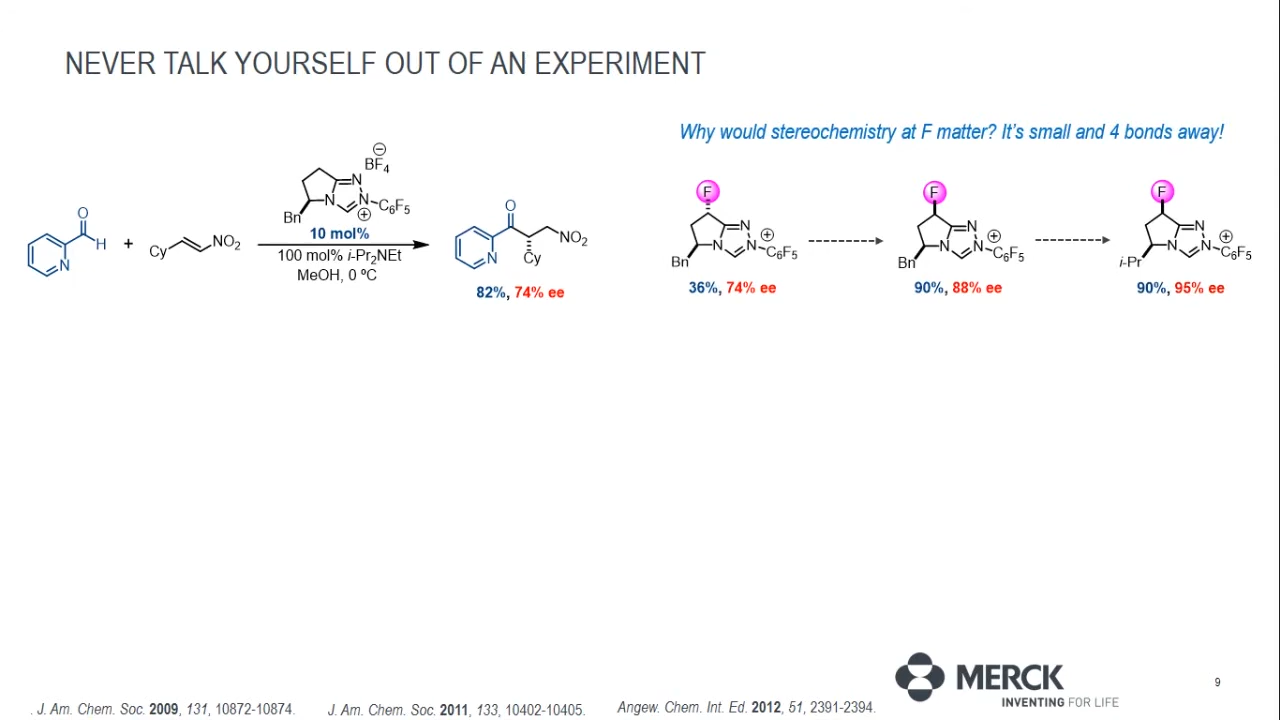 NEVER TALK YOURSELF OUT OF AN EXPERIMENT
Why would stereochemistry at F matter? It's small and 4 bonds away!
O
H
N
+
Cy
NO2
⊖
BF4
N
N
N
C6F5
⊕
Bn
10 mol%
100 mol% i-Pr2NEt
MeOH, 0 ºC
O
NO2
N
Cy
82%, 74% ee
F
N
N
N
⊕
C6F5
Bn
36%, 74% ee
F
N
N
N
⊕
C6F5
Bn
90%, 88% ee
F
N
N
N
⊕
C6F5
i-Pr
90%, 95% ee
. J. Am. Chem. Soc. 2009, 131, 10872-10874.
J. Am. Chem. Soc. 2011, 133, 10402-10405.
Angew. Chem. Int. Ed. 2012, 51, 2391-2394.
MERCK
INVENTING FOR LIFE
9